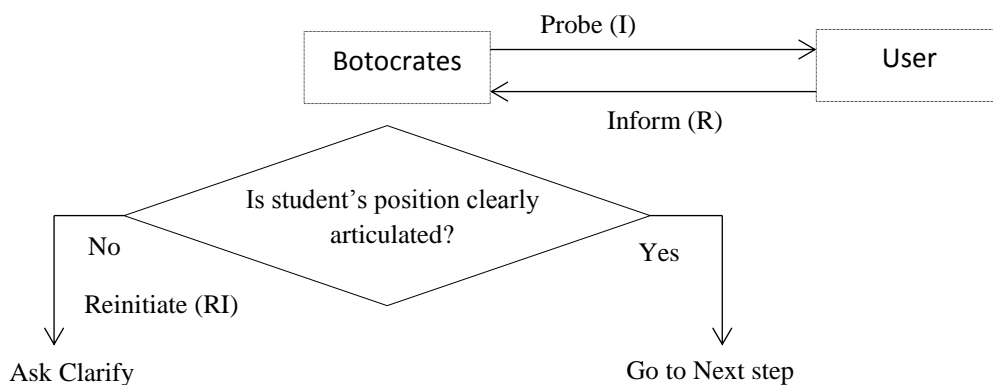 Probe (I)
Botocrates
User
Inform (R)
Is student’s position clearly
articulated?
No
Yes
Reinitiate (RI)
Ask Clarify
Go to Next step